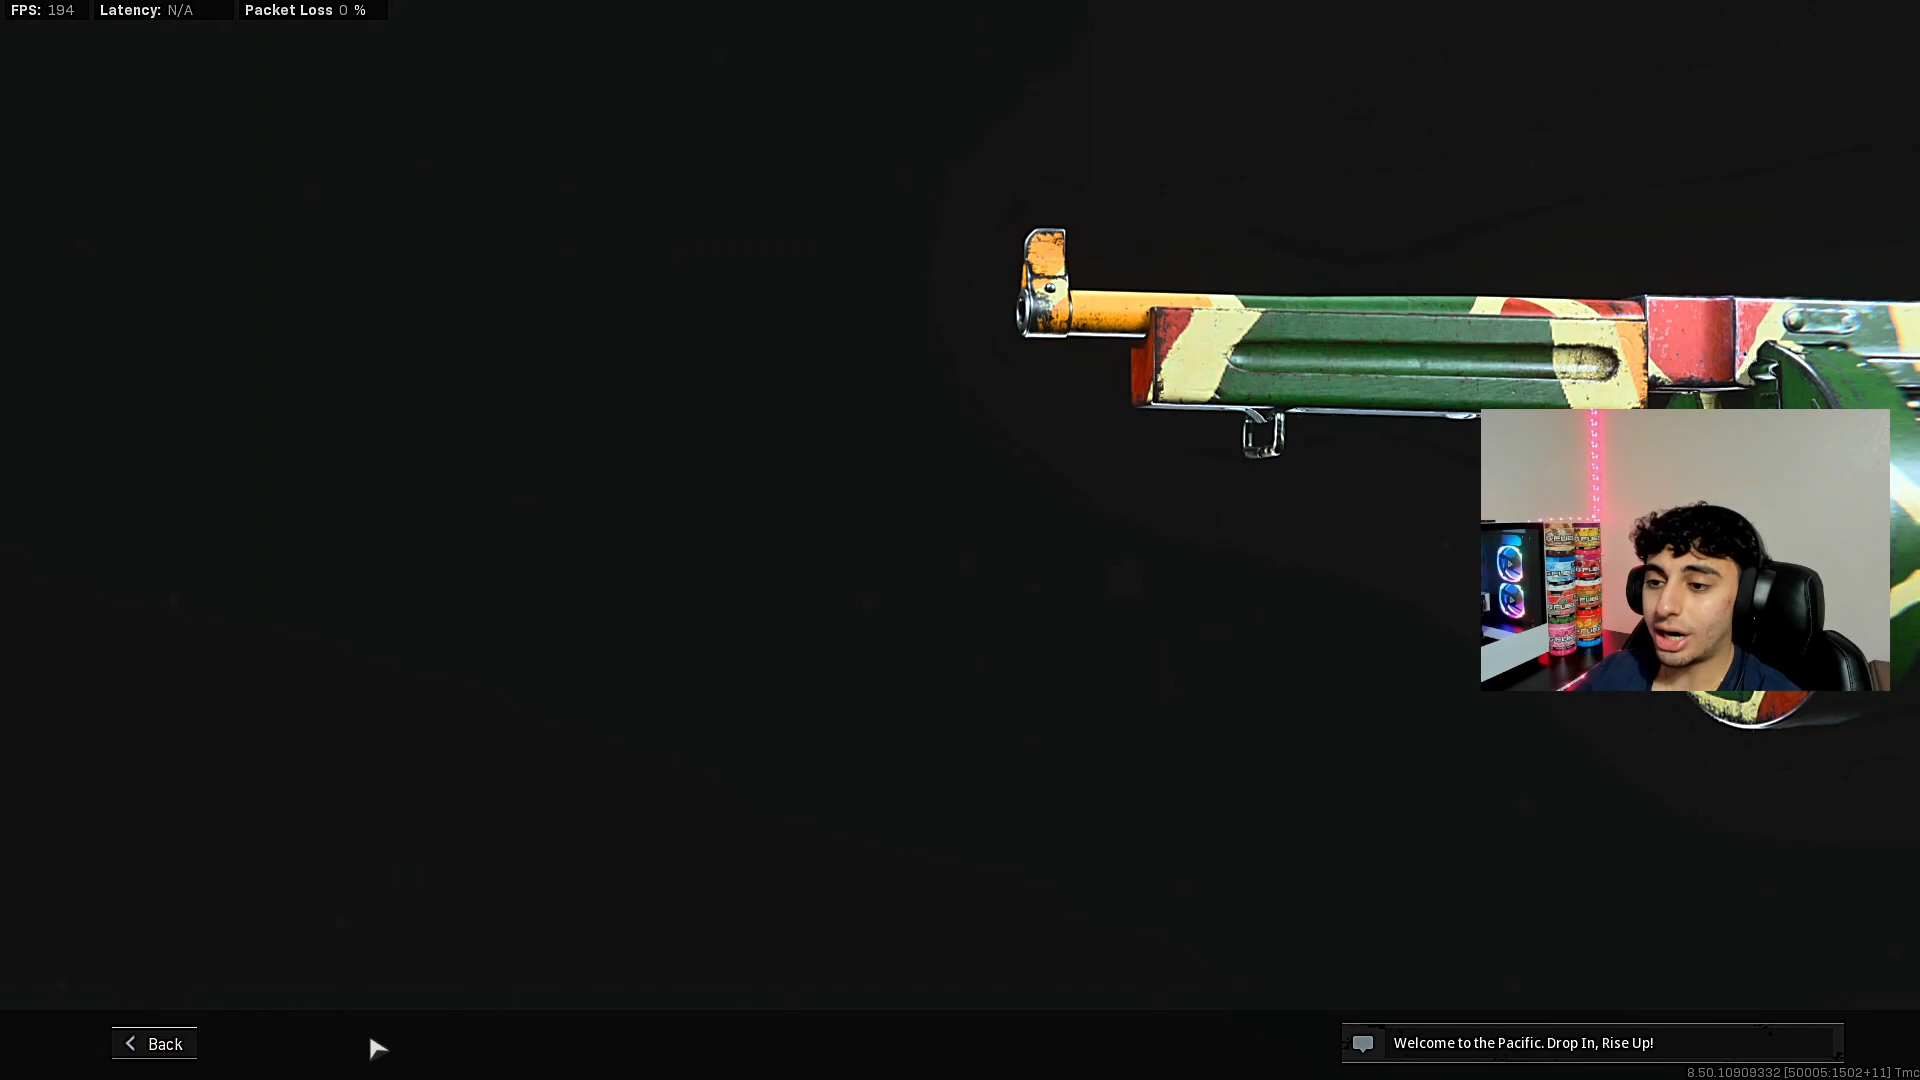 FPS: 194 Latency: N/A Packet Loss 0 %
Back
Welcome to the Pacific. Drop In, Rise Up!
8.50.10909332 [50005:1502+11] Tmc